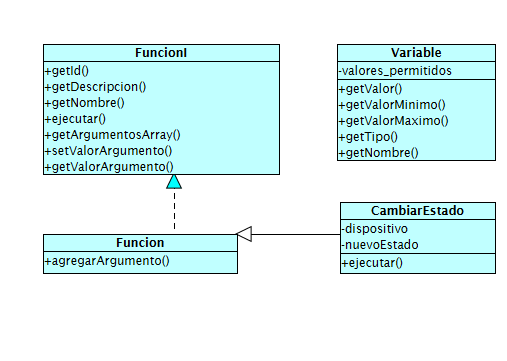 FuncionI
+getId()
+getDescripcion()
+getNombre()
+ejecutar()
+getArgumentosArray()
+setValorArgumento()
+getValorArgumento()
Variable
-valores_permitidos
+getValor()
+getValorMinimo()
+getValorMaximo()
+getTipo()
+getNombre()
Funcion
+agregarArgumento()
CambiarEstado
-dispositivo
-nuevoEstado
+ejecutar()